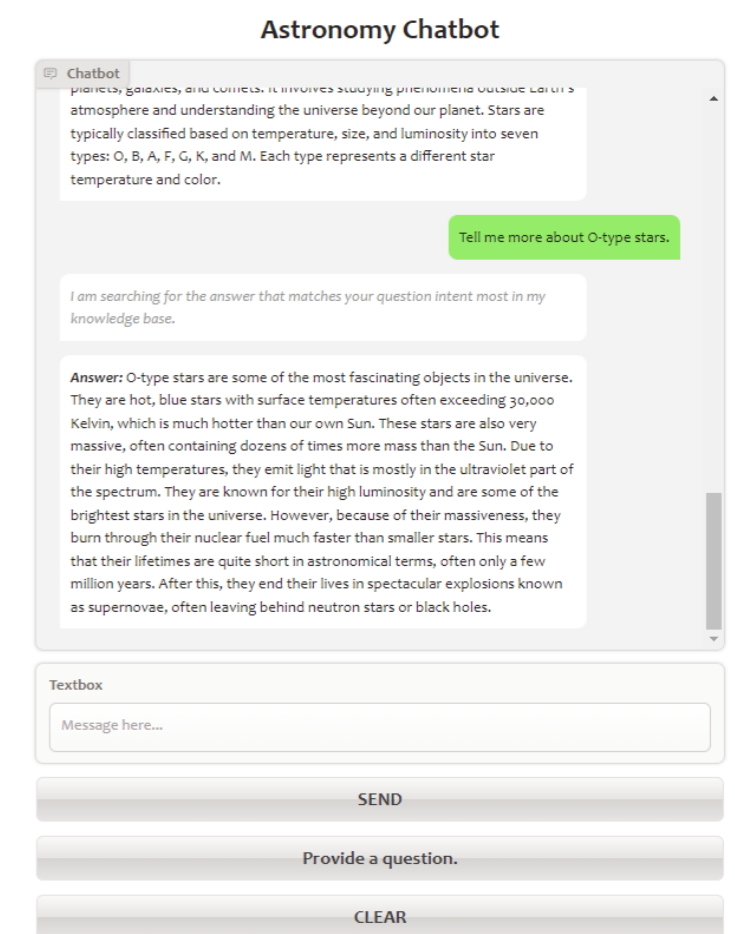 Astronomy Chatbot
Chatbot
planets, galaxies, and comets. It involves studying phenomena outside Earth's
atmosphere and understanding the universe beyond our planet. Stars are
typically classified based on temperature, size, and luminosity into seven
types: O, B, A, F, G, K, and M. Each type represents a different star
temperature and color.
Tell me more about O-type stars.
I am searching for the answer that matches your question intent most in my
knowledge base.
Answer: O-type stars are some of the most fascinating objects in the universe.
They are hot, blue stars with surface temperatures often exceeding 30,000
Kelvin, which is much hotter than our own Sun. These stars are also very
massive, often containing dozens of times more mass than the Sun. Due to
their high temperatures, they emit light that is mostly in the ultraviolet part of
the spectrum. They are known for their high luminosity and are some of the
brightest stars in the universe. However, because of their massiveness, they
burn through their nuclear fuel much faster than smaller stars. This means
that their lifetimes are quite short in astronomical terms, often only a few
million years. After this, they end their lives in spectacular explosions known
as supernovae, often leaving behind neutron stars or black holes.
Textbox
Message here...
SEND
Provide a question.
CLEAR